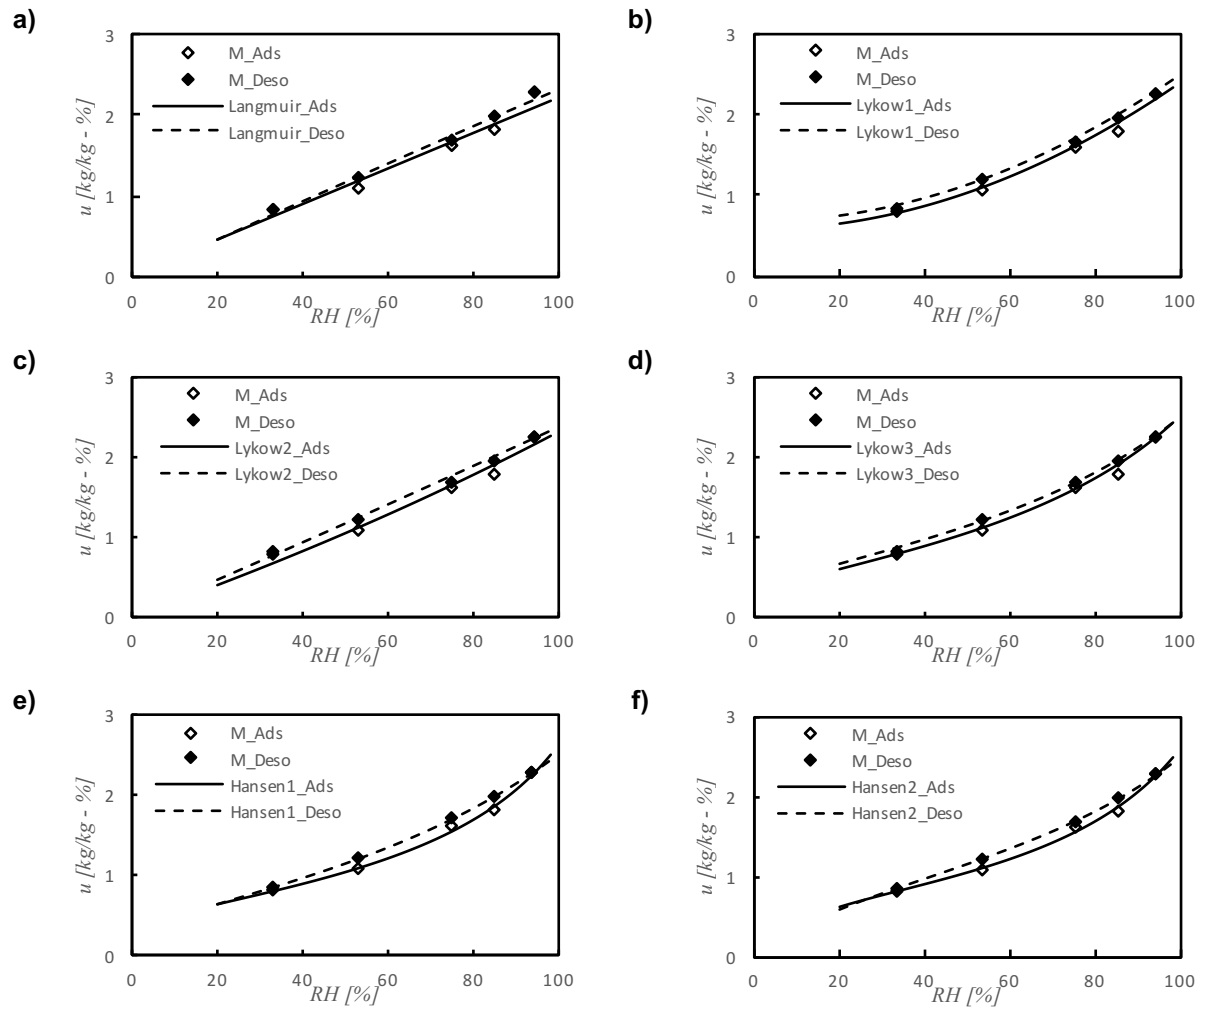 a)
3
2
1
0
u [kg/kg - %]
M_Ads
M_Deso
Langmuir_Ads
Langmuir_Deso
0 20 40 60 80 100
RH [%]
b)
3
2
1
0
u [kg/kg - %]
M_Ads
M_Deso
Lykow1_Ads
Lykow1_Deso
0 20 40 60 80 100
RH [%]
c)
3
2
1
0
u [kg/kg - %]
M_Ads
M_Deso
Lykow2_Ads
Lykow2_Deso
0 20 40 60 80 100
RH [%]
d)
3
2
1
0
u [kg/kg - %]
M_Ads
M_Deso
Lykow3_Ads
Lykow3_Deso
0 20 40 60 80 100
RH [%]
e)
3
2
1
0
u [kg/kg - %]
M_Ads
M_Deso
Hansen1_Ads
Hansen1_Deso
0 20 40 60 80 100
RH [%]
f)
3
2
1
0
u [kg/kg - %]
M_Ads
M_Deso
Hansen2_Ads
Hansen2_Deso
0 20 40 60 80 100
RH [%]